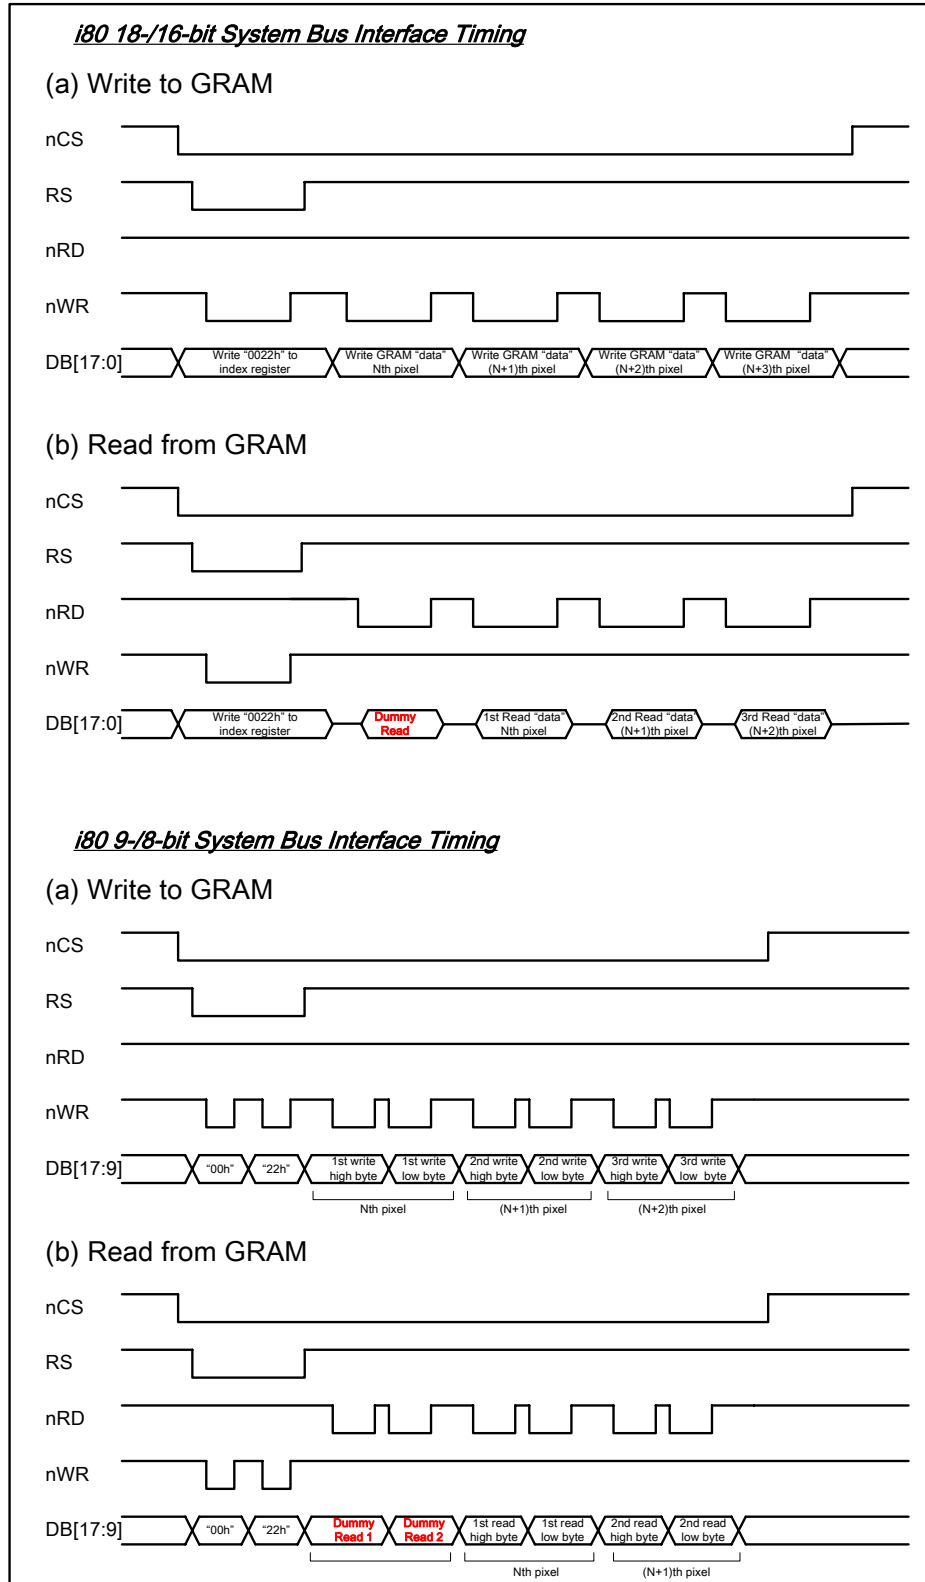 i80 18-/16-bit System Bus Interface Timing
(a) Write to GRAM
nCS
RS
nRD
nWR
DB[17:0]
Write “0022h” to
index register
Write GRAM “data”
Nth pixel
Write GRAM “data”
(N+1)th pixel
Write GRAM “data”
(N+2)th pixel
Write GRAM “data”
(N+3)th pixel
(b) Read from GRAM
nCS
RS
nRD
nWR
DB[17:0]
Write “0022h” to
index register
Dummy
Read
1st Read “data”
Nth pixel
2nd Read “data”
(N+1)th pixel
3rd Read “data”
(N+2)th pixel
i80 9-/8-bit System Bus Interface Timing
(a) Write to GRAM
nCS
RS
nRD
nWR
DB[17:9]
“00h”
“22h”
1st write
high byte
1st write
low byte
2nd write
high byte
2nd write
low byte
3rd write
high byte
3rd write
low byte
Nth pixel
(N+1)th pixel
(N+2)th pixel
(b) Read from GRAM
nCS
RS
nRD
nWR
DB[17:9]
“00h”
“22h”
Dummy
Read 1
Dummy
Read 2
1st read
high byte
1st read
low byte
2nd read
high byte
2nd read
low byte
Nth pixel
(N+1)th pixel